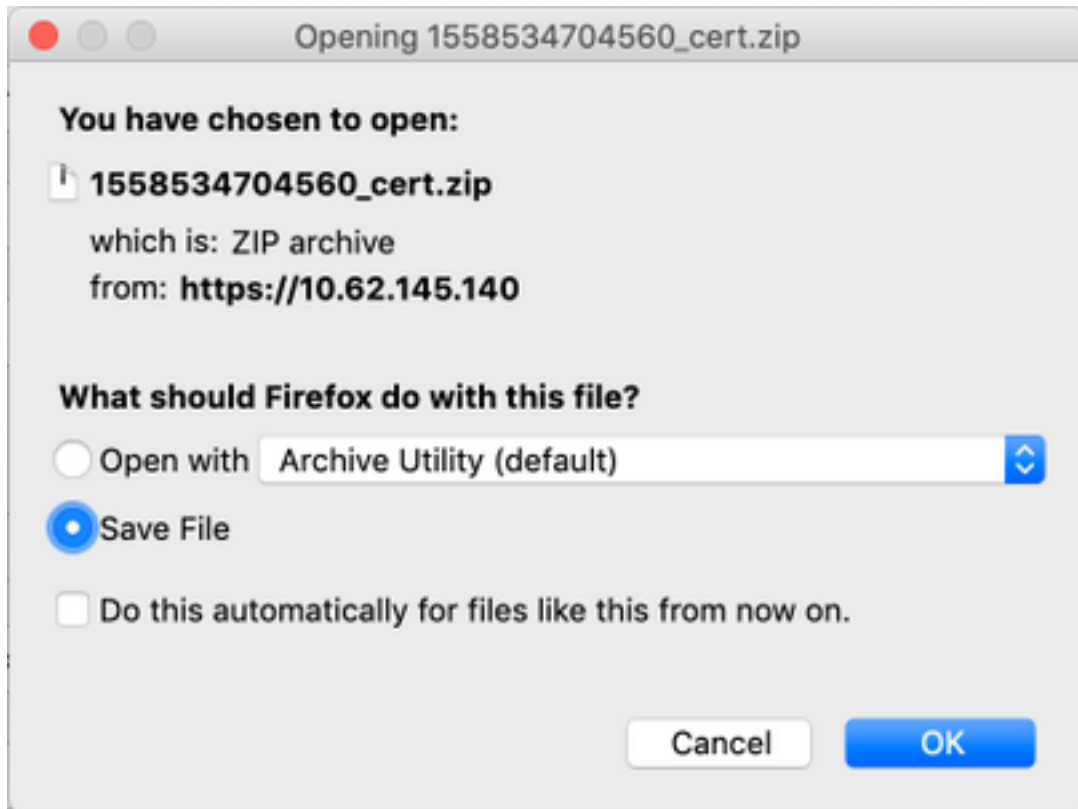 Opening 1558534704560_cert.zip
You have chosen to open:
1558534704560_cert.zip
which is: ZIP archive
from: https://10.62.145.140
What should Firefox do with this file?
Open with Archive Utility (default)
Save File
Do this automatically for files like this from now on.
Cancel OK